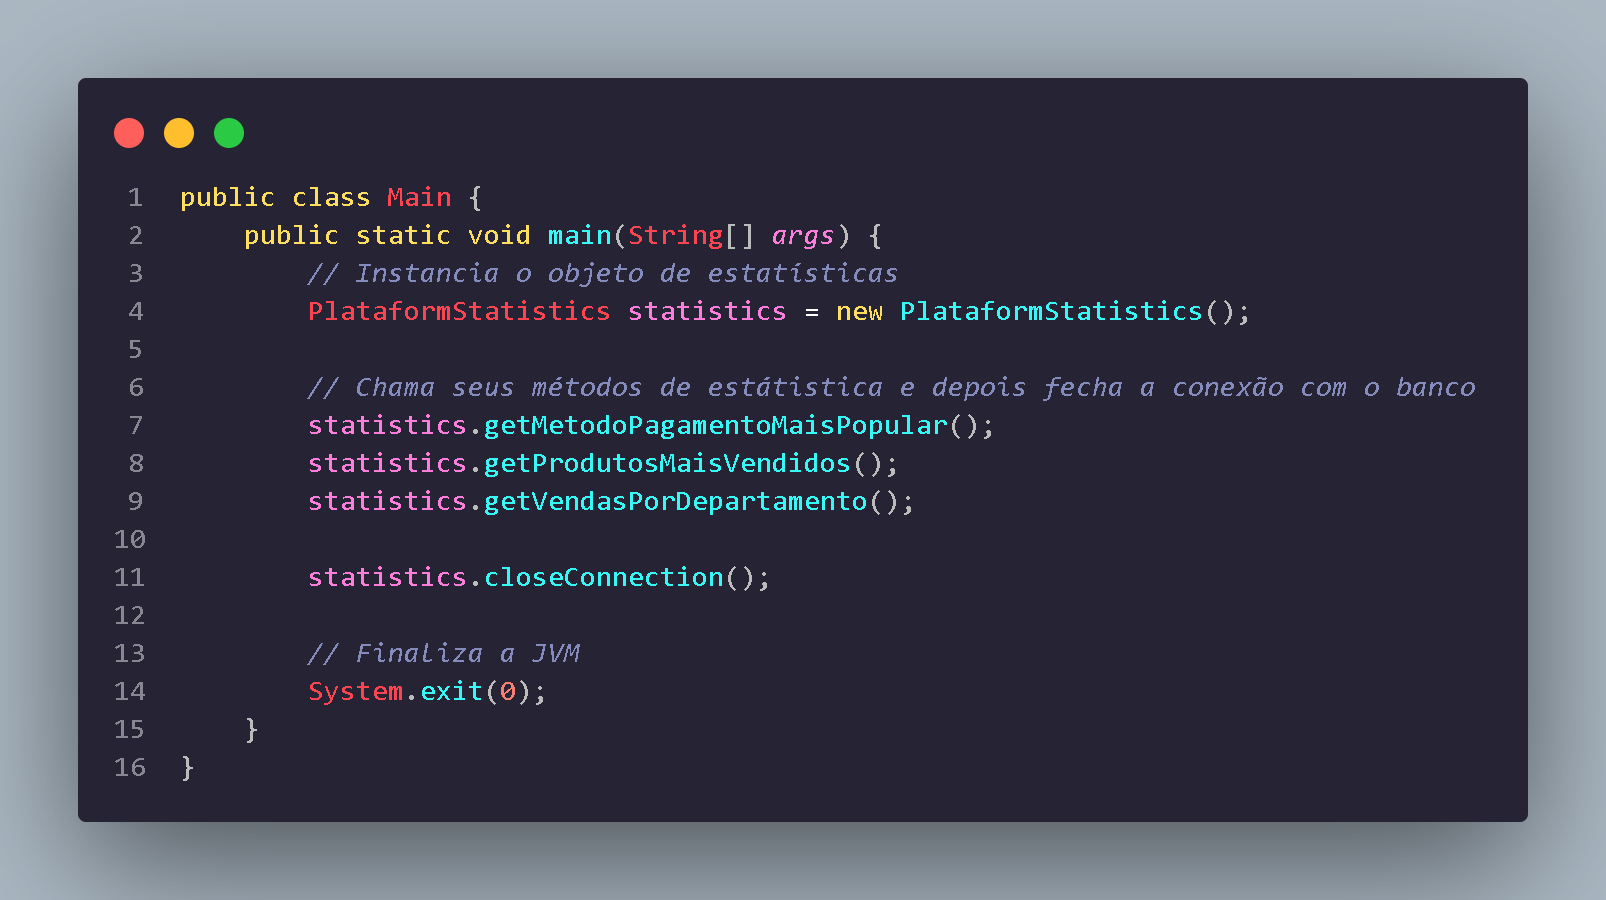 1 public class Main {
2     public static void main(String[] args) {
3         // Instancia o objeto de estatísticas
4         PlataformStatistics statistics = new PlataformStatistics();
5
6         // Chama seus métodos de estátistica e depois fecha a conexão com o banco
7         statistics.getMetodoPagamentoMaisPopular();
8         statistics.getProdutosMaisVendidos();
9         statistics.getVendasPorDepartamento();
10
11         statistics.closeConnection();
12
13         // Finaliza a JVM
14         System.exit(0);
15     }
16 }